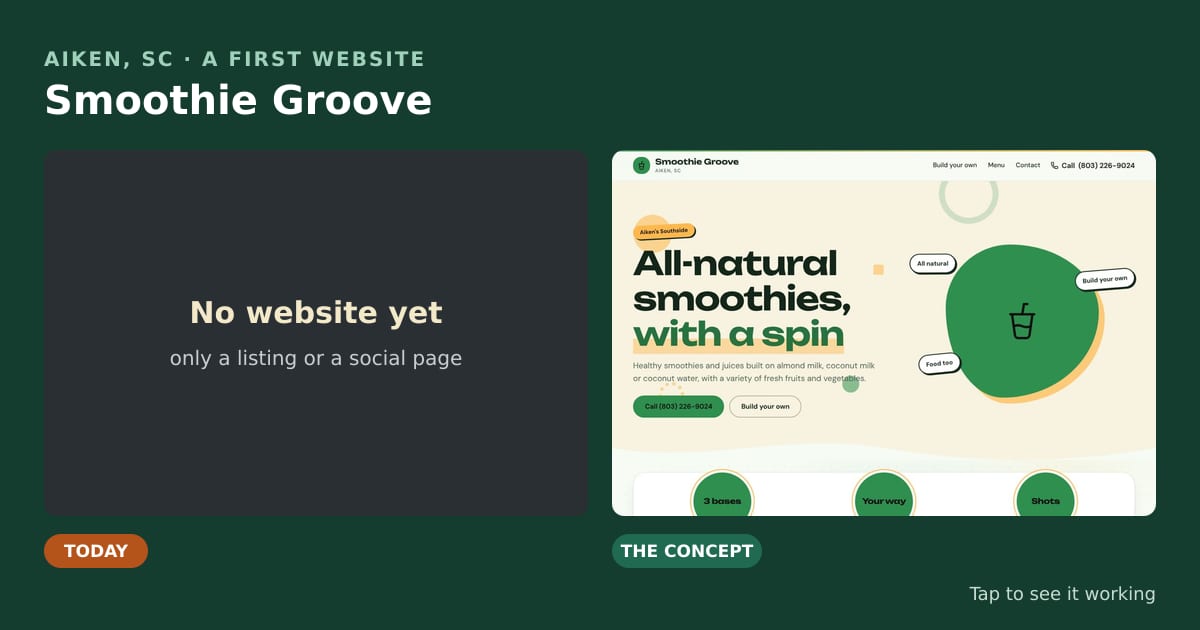 AIKEN, SC · A FIRST WEBSITE
Smoothie Groove
No website yet
only a listing or a social page
TODAY
Smoothie Groove
AIKEN, SC
Build your own
Menu
Contact
Call (803) 226-9024
Aiken's Southside
All-natural
smoothies,
with a spin
Healthy smoothies and juices built on almond milk, coconut milk
or coconut water, with a variety of fresh fruits and vegetables.
Call (803) 226-9024
Build your own
All natural
Build your own
Food too
3 bases
Your way
Shots
THE CONCEPT
Tap to see it working